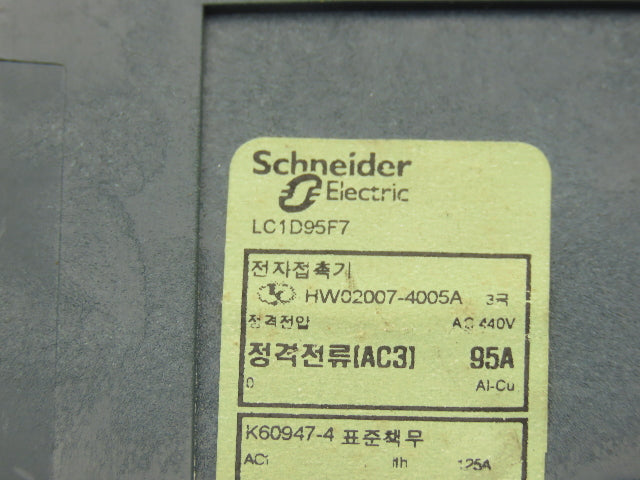 Schneider
Electric
LC1D95F7
전자접촉기
HW02007-4005A 3극
정격전압 AC 440V
정격전류(AC3) 95A
0 Al-Cu
K60947-4 표준책무
AC1 Ith 125A